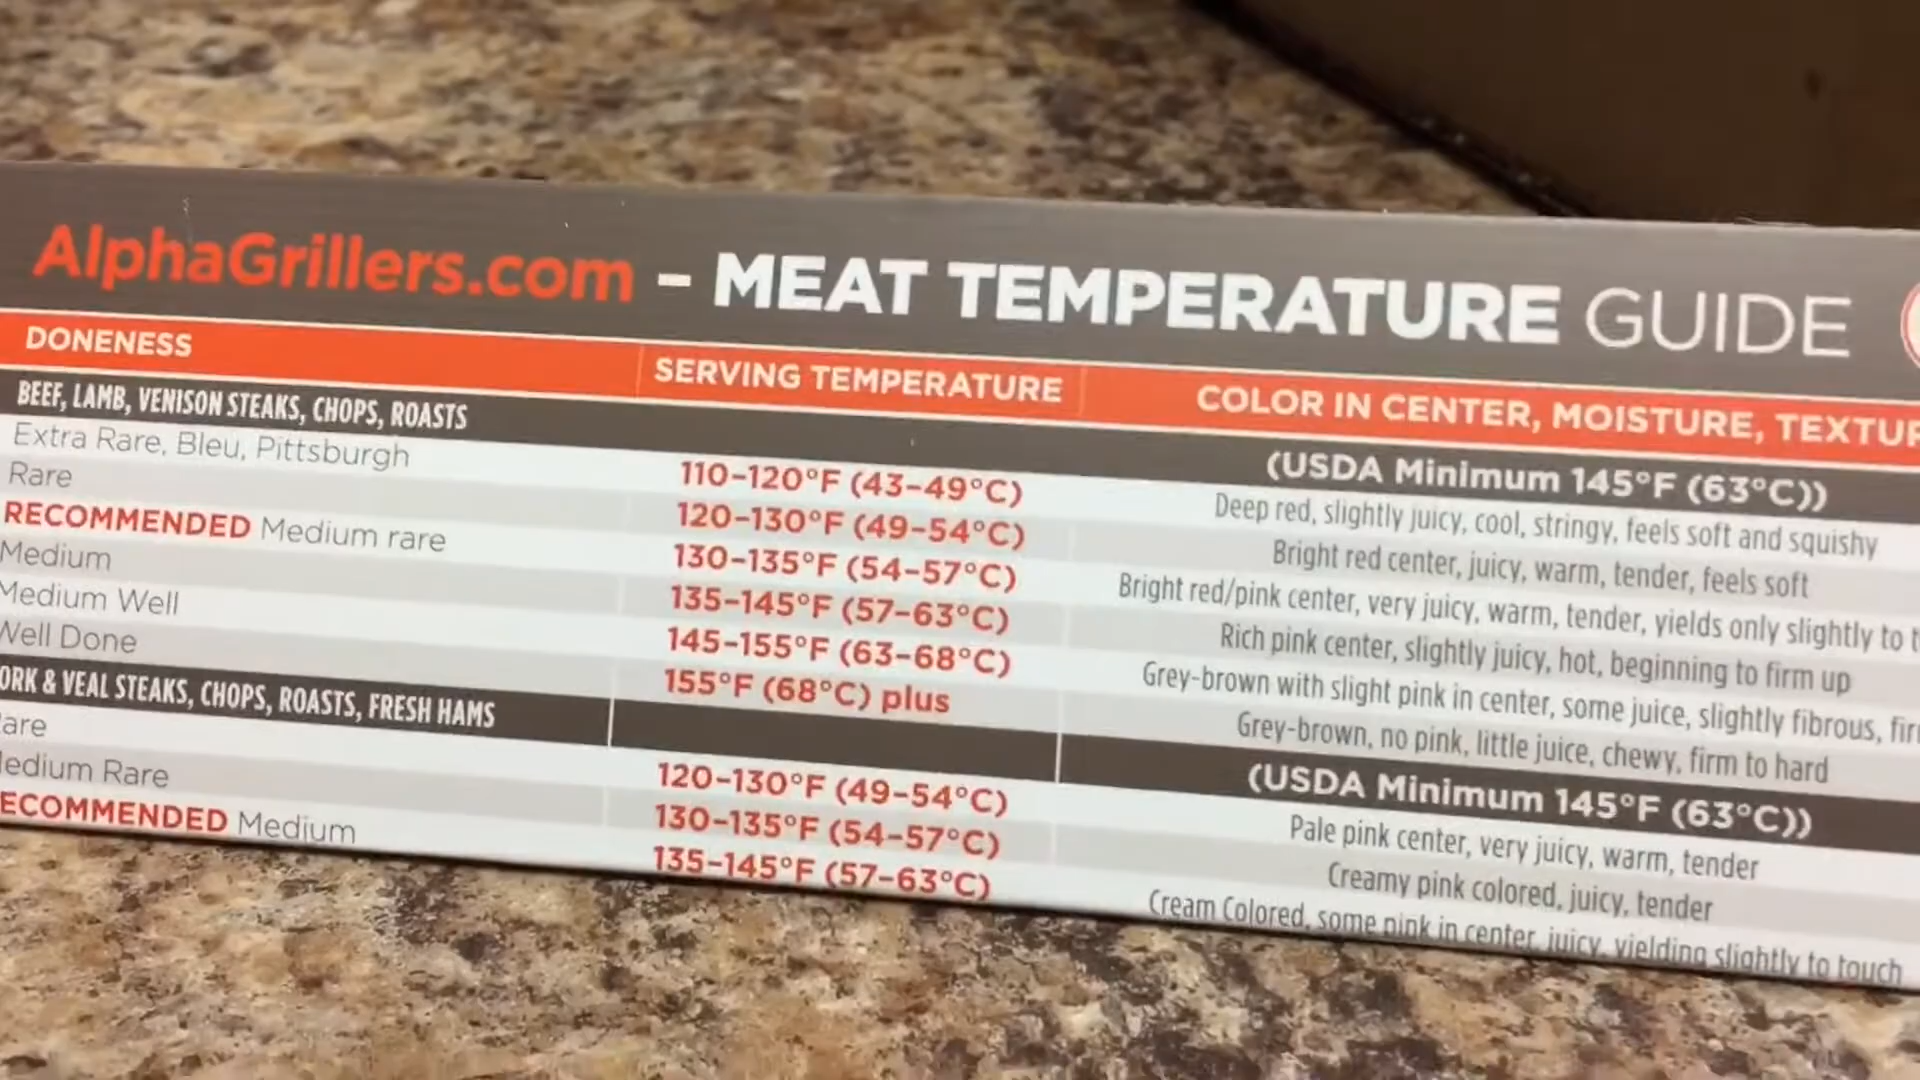 AlphaGrillers.com - MEAT TEMPERATURE GUIDE
DONENESS SERVING TEMPERATURE COLOR IN CENTER, MOISTURE, TEXTUR
BEEF, LAMB, VENISON STEAKS, CHOPS, ROASTS (USDA Minimum 145°F (63°C))
Extra Rare, Bleu, Pittsburgh 110-120°F (43-49°C) Deep red, slightly juicy, cool, stringy, feels soft and squishy
Rare 120-130°F (49-54°C) Bright red center, juicy, warm, tender, feels soft
RECOMMENDED Medium rare 130-135°F (54-57°C) Bright red/pink center, very juicy, warm, tender, yields only slightly to t
Medium 135-145°F (57-63°C) Rich pink center, slightly juicy, hot, beginning to firm up
Medium Well 145-155°F (63-68°C) Grey-brown with slight pink in center, some juice, slightly fibrous, fir
Well Done 155°F (68°C) plus Grey-brown, no pink, little juice, chewy, firm to hard
ORK & VEAL STEAKS, CHOPS, ROASTS, FRESH HAMS (USDA Minimum 145°F (63°C))
are 120-130°F (49-54°C) Pale pink center, very juicy, warm, tender
edium Rare 130-135°F (54-57°C) Creamy pink colored, juicy, tender
ECOMMENDED Medium 135-145°F (57-63°C) Cream Colored, some pink in center, juicy, yielding slightly to touch